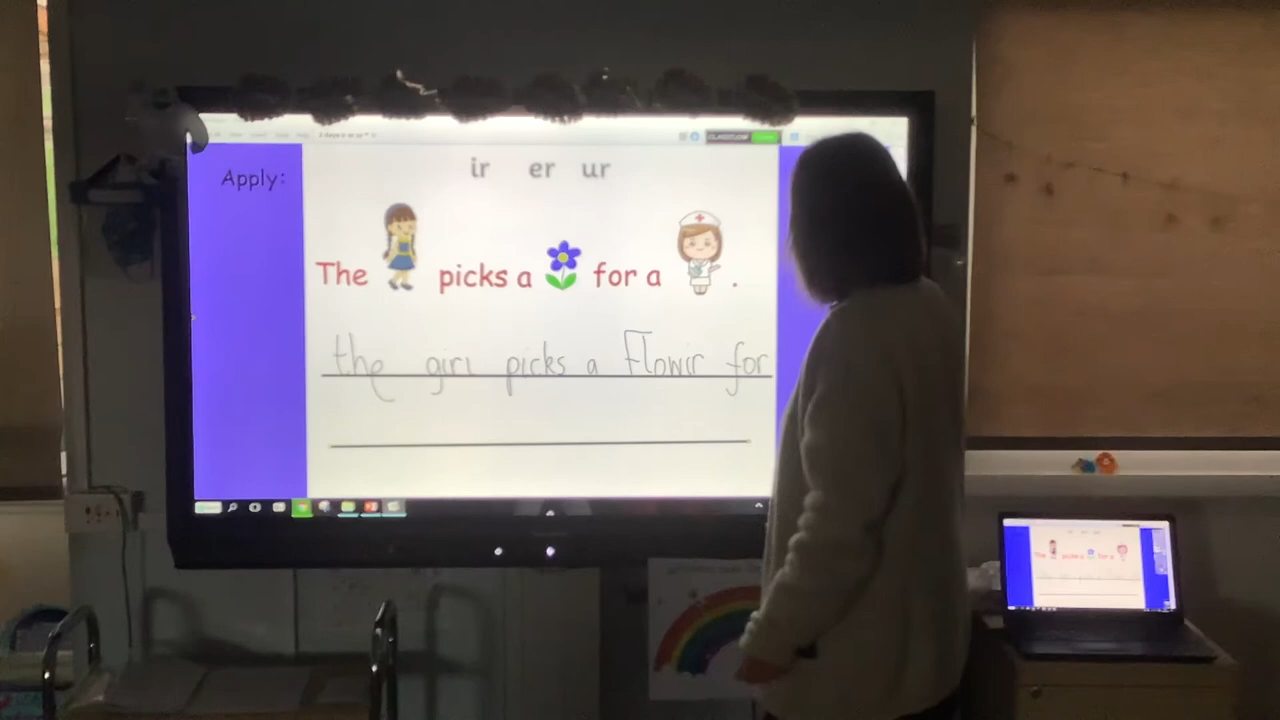 Apply:
ir er ur
The picks a for a .
the girl picks a Flowir for